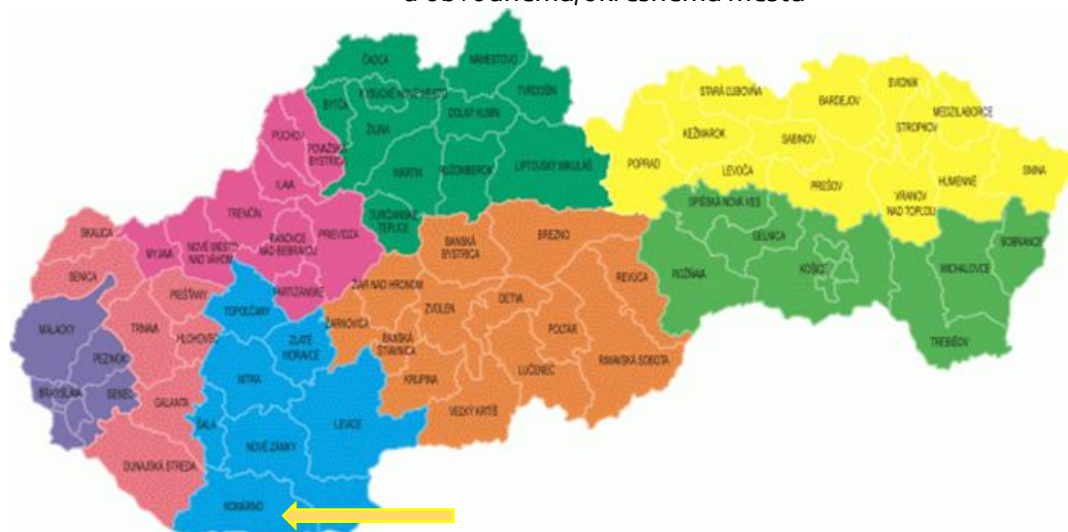 ČADCA
NÁMESTOVO
TVRDOŠÍN
KYSUCKÉ NOVÉ MESTO
BYTČA
DOLNÝ KUBÍN
ŽILINA
MARTIN
RUŽOMBEROK
LIPTOVSKÝ MIKULÁŠ
TURČIANSKE
TEPLICE
PÚCHOV
POVAŽSKÁ
BYSTRICA
ILAVA
TRENČÍN
MYJAVA
NOVÉ MESTO
NAD VÁHOM
BÁNOVCE
NAD BEBRAVOU
PRIEVIDZA
PARTIZÁNSKE
STARÁ ĽUBOVŇA
BARDEJOV
SVIDNÍK
MEDZILABORCE
STROPKOV
KEŽMAROK
SABINOV
POPRAD
LEVOČA
PREŠOV
VRANOV
NAD TOPĽOU
HUMENNÉ
SNINA
SPIŠSKÁ NOVÁ VES
GELNICA
ROŽŇAVA
KOŠICE
MICHALOVCE
SOBRANCE
TREBIŠOV
BANSKÁ
BYSTRICA
BREZNO
ŽIAR NAD HRONOM
ZVOLEN
DETVA
REVÚCA
ŽARNOVICA
BANSKÁ
ŠTIAVNICA
POLTÁR
KRUPINA
LUČENEC
RIMAVSKÁ SOBOTA
VEĽKÝ KRTÍŠ
SKALICA
SENICA
PIEŠŤANY
TRNAVA
HLOHOVEC
GALANTA
DUNAJSKÁ STREDA
MALACKY
PEZINOK
BRATISLAVA
SENEC
TOPOĽČANY
ZLATÉ
MORAVCE
NITRA
ŠAĽA
LEVICE
NOVÉ ZÁMKY
KOMÁRNO